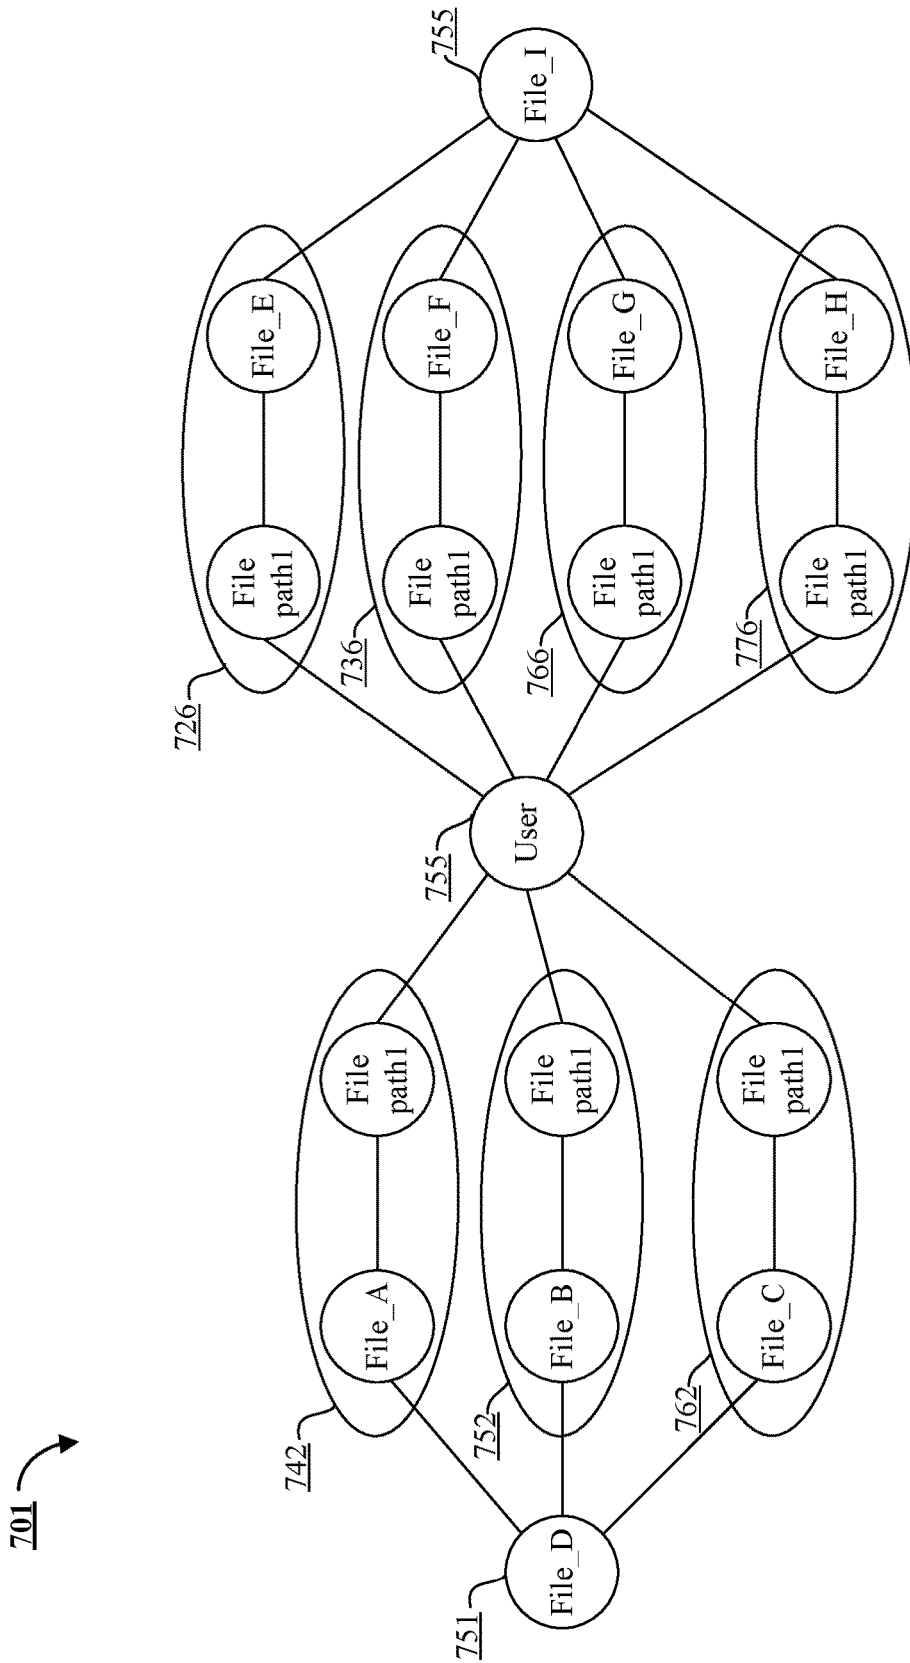 701
742
File_A
File
path1
752
File_B
File
path1
762
File_C
File
path1
751
File_D
755
User
726
File
path1
File_E
736
File
path1
File_F
766
File
path1
File_G
776
File
path1
File_H
755
File_I